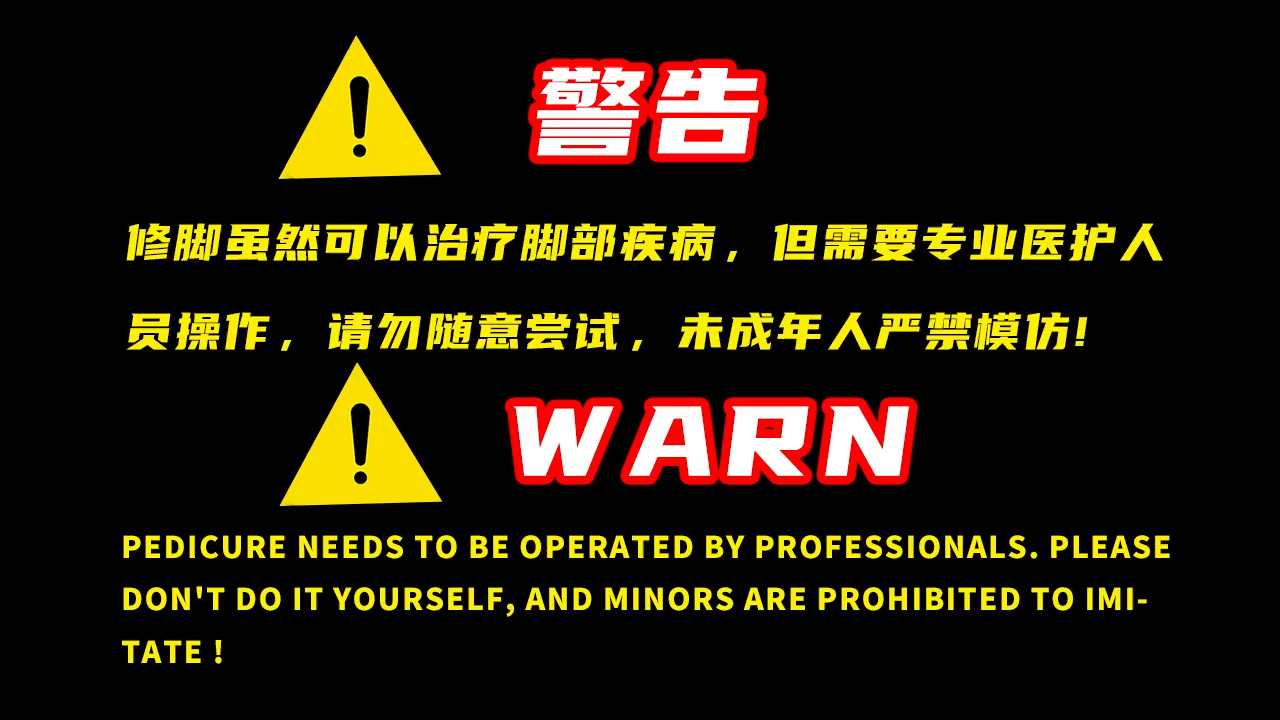 警告
修脚虽然可以治疗脚部疾病，但需要专业医护人
员操作，请勿随意尝试，未成年人严禁模仿！
WARN
PEDICURE NEEDS TO BE OPERATED BY PROFESSIONALS. PLEASE
DON'T DO IT YOURSELF, AND MINORS ARE PROHIBITED TO IMI-
TATE !